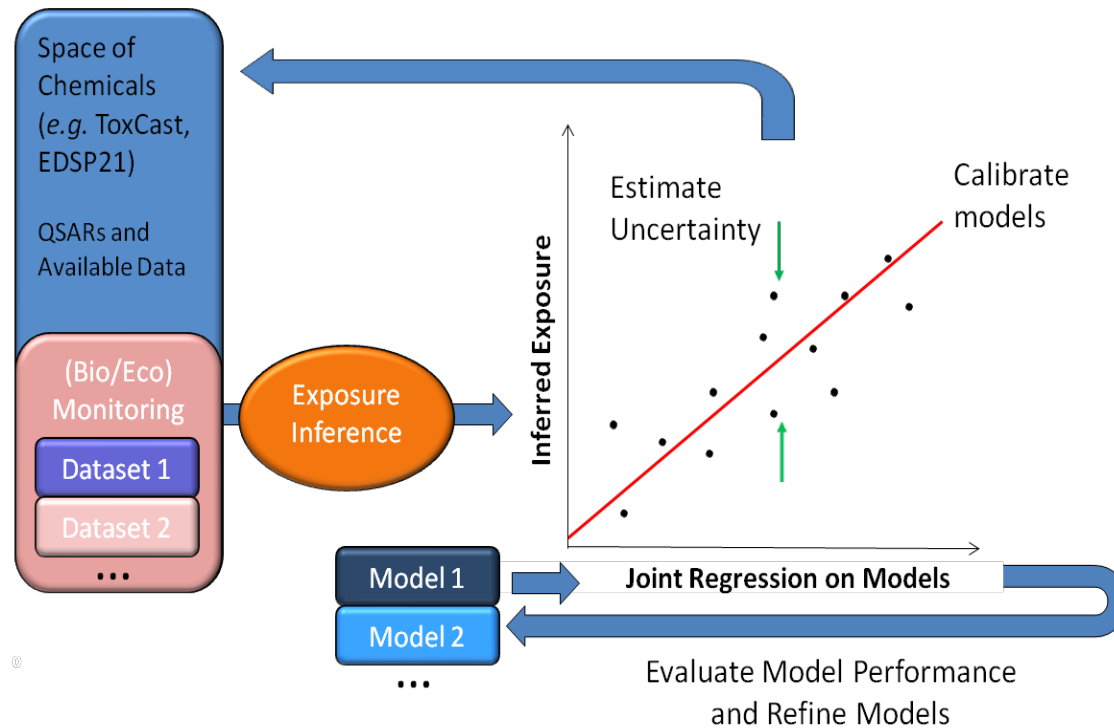 Space of
Chemicals
(e.g. ToxCast,
EDSP21)
QSARs and
Available Data
(Bio/Eco)
Monitoring
Dataset 1
Dataset 2
...
Exposure
Inference
Inferred Exposure
Estimate
Uncertainty
Calibrate
models
Joint Regression on Models
Model 1
Model 2
...
Evaluate Model Performance
and Refine Models
0